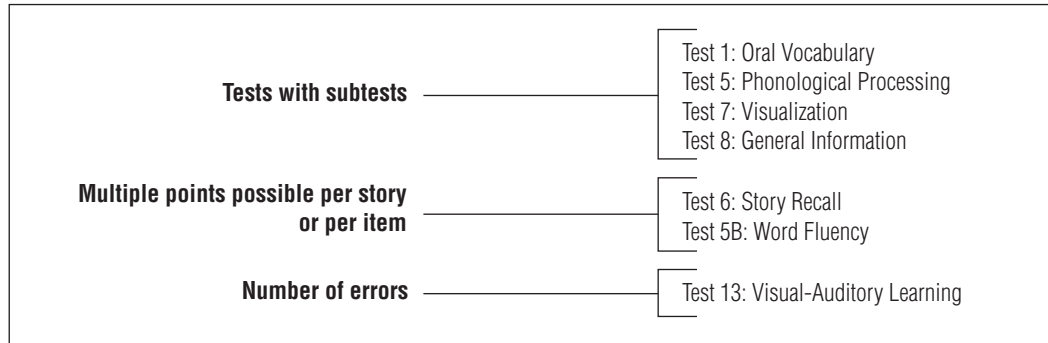 Tests with subtests
Test 1: Oral Vocabulary
Test 5: Phonological Processing
Test 7: Visualization
Test 8: General Information
Multiple points possible per story
or per item
Test 6: Story Recall
Test 5B: Word Fluency
Number of errors
Test 13: Visual-Auditory Learning